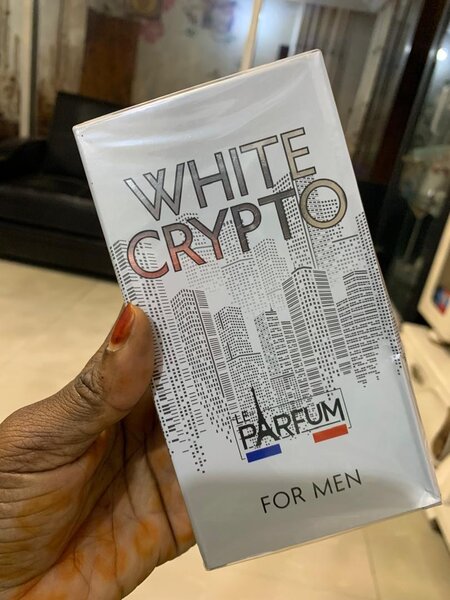 WHITE
CRYPTO
LE
PARFUM
FOR MEN